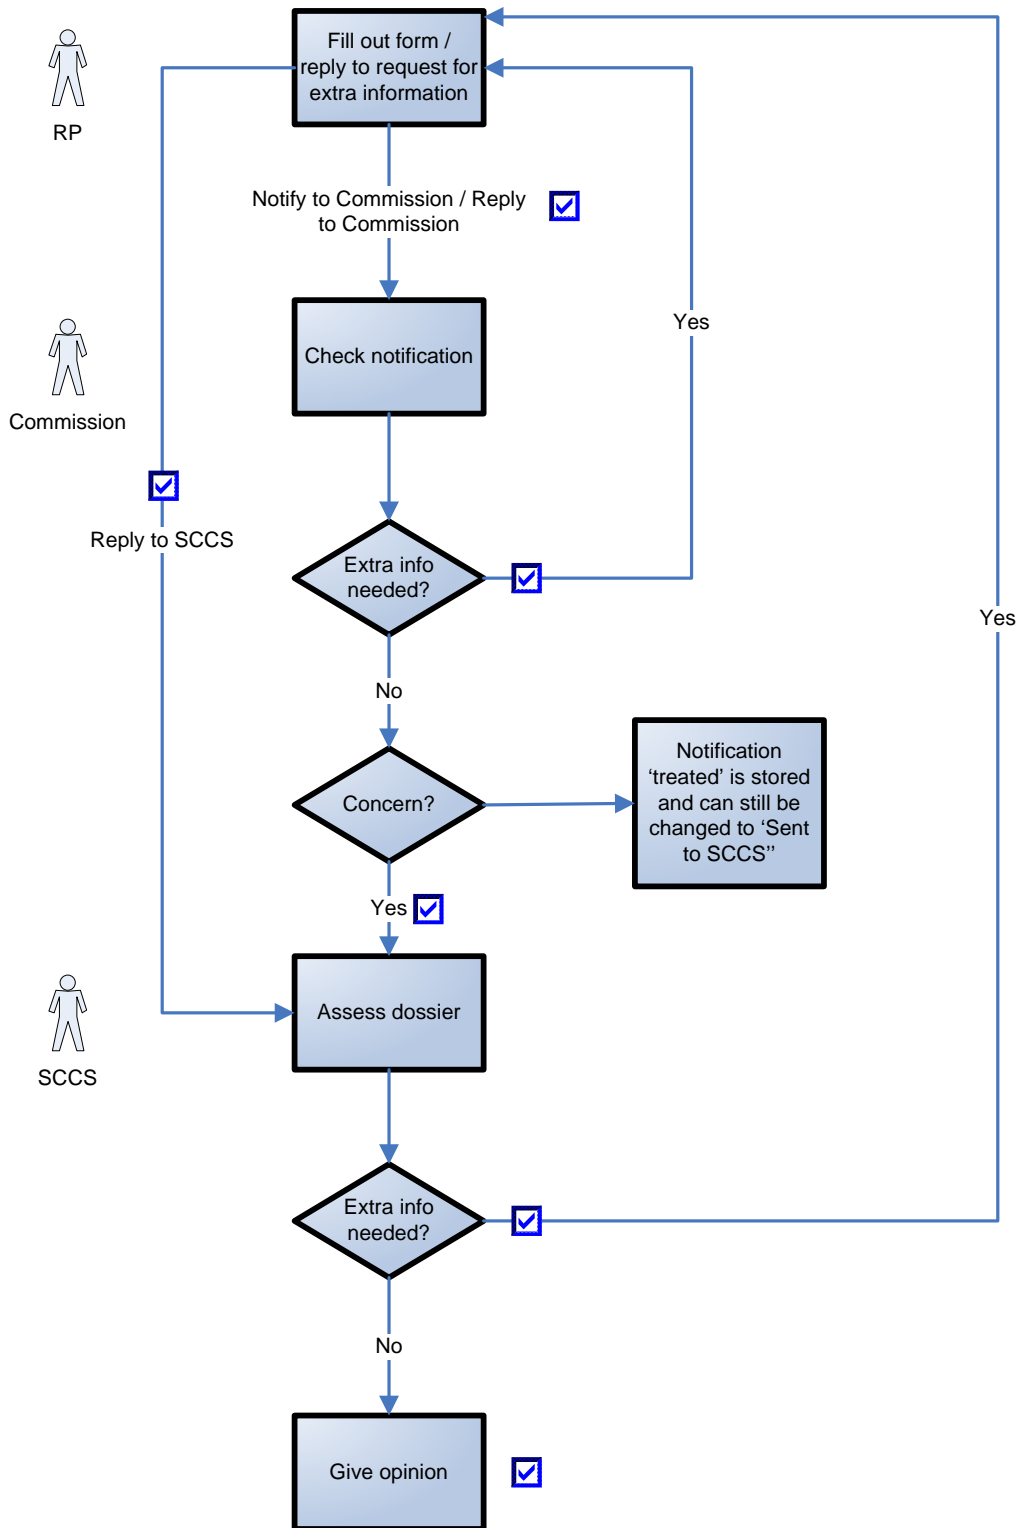 Fill out form /
reply to request for
extra information
RP
Notify to Commission / Reply
to Commission
Yes
Check notification
Commission
Reply to SCCS
Extra info
needed?
Yes
No
Notification
‘treated’ is stored
and can still be
changed to ‘Sent
to SCCS’’
Concern?
Yes
Assess dossier
SCCS
Extra info
needed?
No
Give opinion